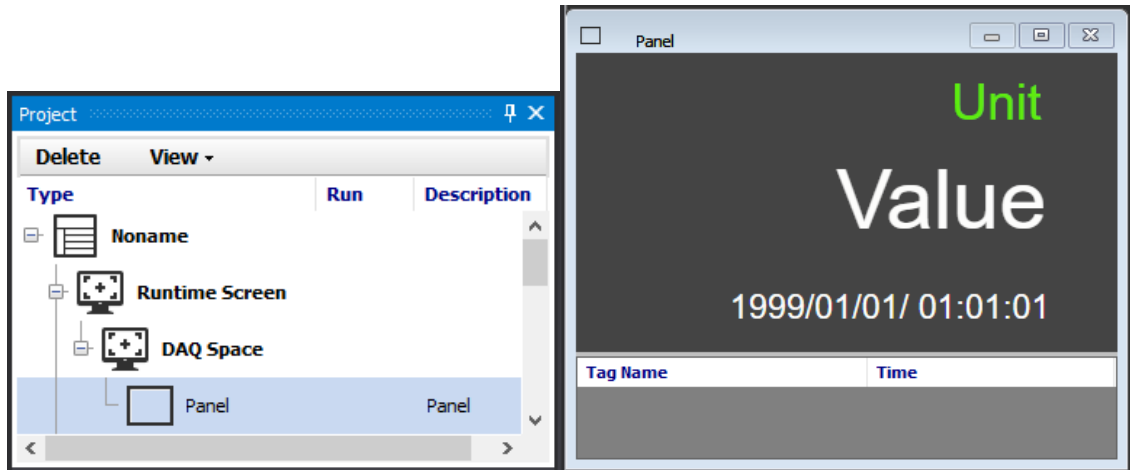 Project
Delete View
Type Run Description
Noname
Runtime Screen
DAQ Space
Panel Panel
Panel
Unit
Value
1999/01/01/ 01:01:01
Tag Name Time